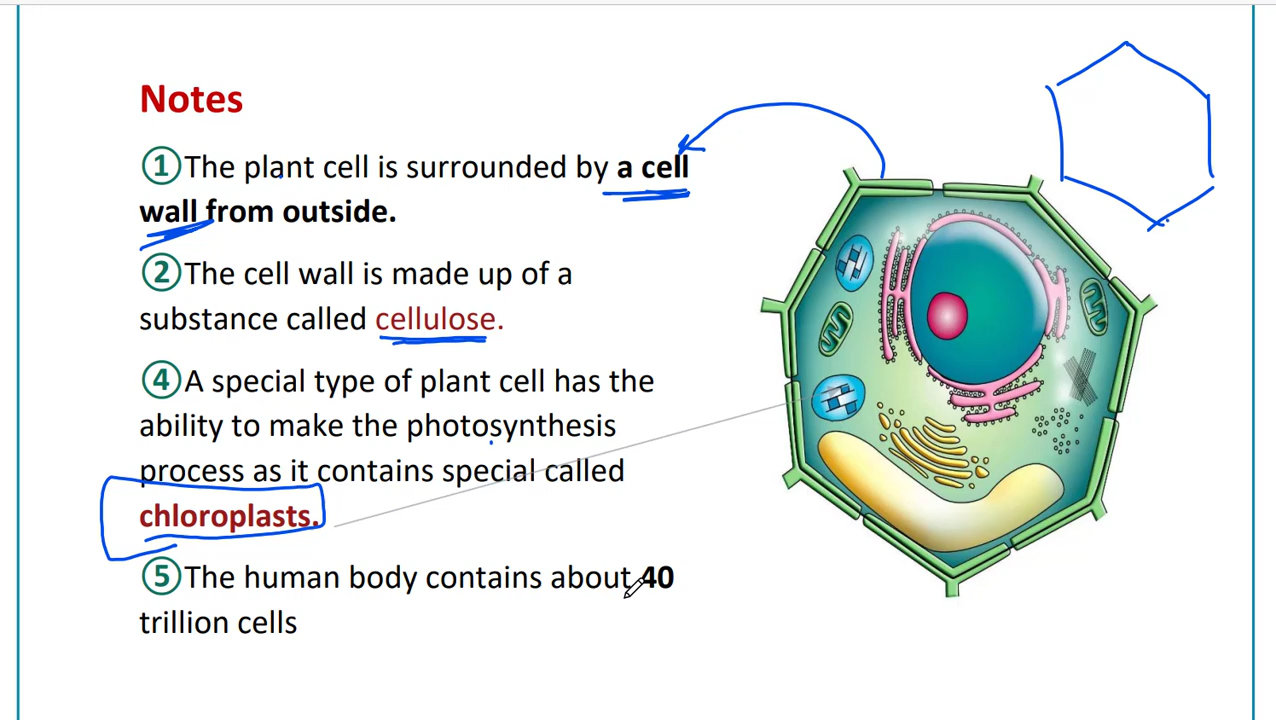 Notes
①The plant cell is surrounded by a cell
wall from outside.
②The cell wall is made up of a
substance called cellulose.
④A special type of plant cell has the
ability to make the photosynthesis
process as it contains special called
chloroplasts.
⑤The human body contains about 40
trillion cells